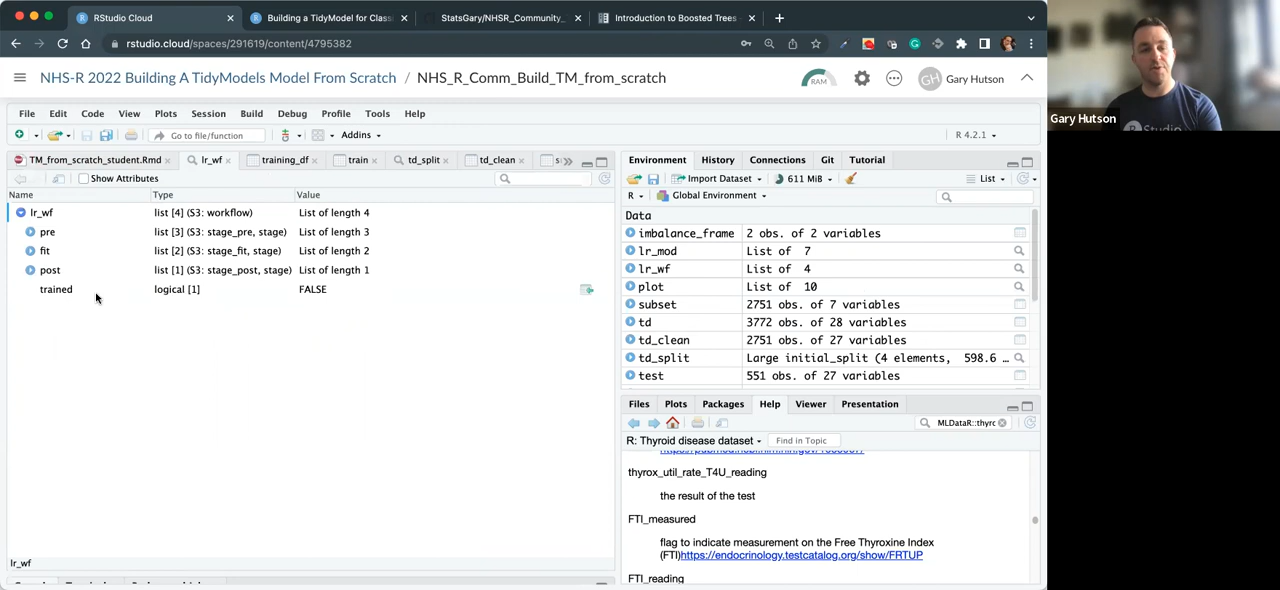 RStudio Cloud
Building a TidyModel for Class
StatsGary/NHSR_Community_
Introduction to Boosted Trees
rstudio.cloud/spaces/291619/content/4795382
NHS-R 2022 Building A TidyModels Model From Scratch / NHS_R_Comm_Build_TM_from_scratch
RAM
GH Gary Hutson
File Edit Code View Plots Session Build Debug Profile Tools Help
Go to file/function
Addins
R 4.2.1
TM_from_scratch_student.Rmd
lr_wf
training_df
train
td_split
td_clean
Show Attributes
Name Type Value
lr_wf list [4] (S3: workflow) List of length 4
pre list [3] (S3: stage_pre, stage) List of length 3
fit list [2] (S3: stage_fit, stage) List of length 2
post list [1] (S3: stage_post, stage) List of length 1
trained logical [1] FALSE
lr_wf
Environment History Connections Git Tutorial
Import Dataset 611 MiB List
R Global Environment
Data
imbalance_frame 2 obs. of 2 variables
lr_mod List of 7
lr_wf List of 4
plot List of 10
subset 2751 obs. of 7 variables
td 3772 obs. of 28 variables
td_clean 2751 obs. of 27 variables
td_split Large initial_split (4 elements, 598.6 …
test 551 obs. of 27 variables
Files Plots Packages Help Viewer Presentation
MLDataR::thyrc
R: Thyroid disease dataset Find in Topic
thyrox_util_rate_T4U_reading
the result of the test
FTI_measured
flag to indicate measurement on the Free Thyroxine Index
(FTI)https://endocrinology.testcatalog.org/show/FRTUP
FTI_reading
Gary Hutson
R Studio